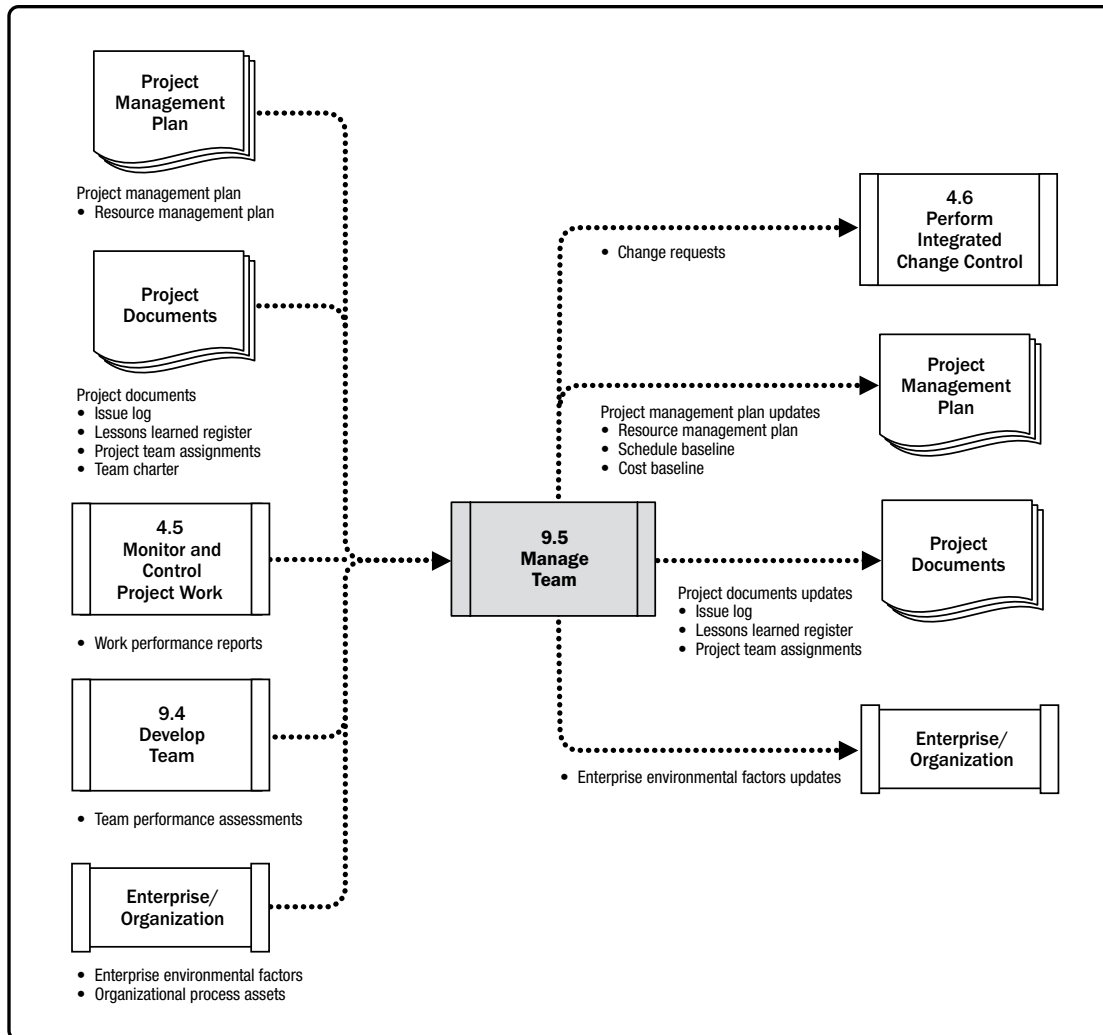 Project
Management
Plan
Project management plan
• Resource management plan
Project
Documents
Project documents
• Issue log
• Lessons learned register
• Project team assignments
• Team charter
4.5
Monitor and
Control
Project Work
• Work performance reports
9.4
Develop
Team
• Team performance assessments
Enterprise/
Organization
• Enterprise environmental factors
• Organizational process assets
9.5
Manage
Team
• Change requests
4.6
Perform
Integrated
Change Control
Project management plan updates
• Resource management plan
• Schedule baseline
• Cost baseline
Project
Management
Plan
Project documents updates
• Issue log
• Lessons learned register
• Project team assignments
Project
Documents
• Enterprise environmental factors updates
Enterprise/
Organization